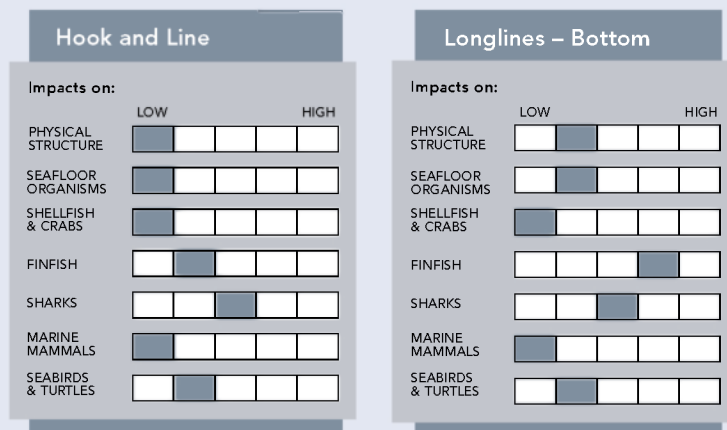 Hook and Line
Impacts on:
LOW HIGH
PHYSICAL
STRUCTURE
SEAFLOOR
ORGANISMS
SHELLFISH
& CRABS
FINFISH
SHARKS
MARINE
MAMMALS
SEABIRDS
& TURTLES
Longlines – Bottom
Impacts on:
LOW HIGH
PHYSICAL
STRUCTURE
SEAFLOOR
ORGANISMS
SHELLFISH
& CRABS
FINFISH
SHARKS
MARINE
MAMMALS
SEABIRDS
& TURTLES